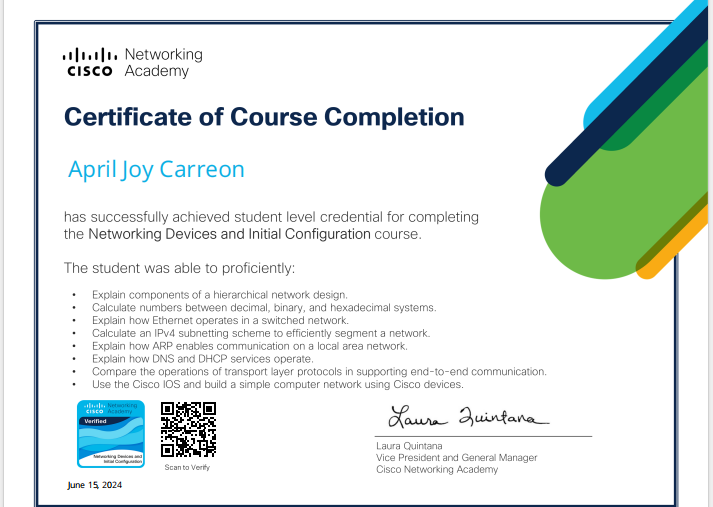 Networking
CISCO Academy
Certificate of Course Completion
April Joy Carreon
has successfully achieved student level credential for completing
the Networking Devices and Initial Configuration course.
The student was able to proficiently:
• Explain components of a hierarchical network design.
• Calculate numbers between decimal, binary, and hexadecimal systems.
• Explain how Ethernet operates in a switched network.
• Calculate an IPv4 subnetting scheme to efficiently segment a network.
• Explain how ARP enables communication on a local area network.
• Explain how DNS and DHCP services operate.
• Compare the operations of transport layer protocols in supporting end-to-end communication.
• Use the Cisco IOS and build a simple computer network using Cisco devices.
Networking
CISCO Academy
Verified
Networking Devices and
Initial Configuration
Scan to Verify
Laura Quintana
Laura Quintana
Vice President and General Manager
Cisco Networking Academy
June 15, 2024